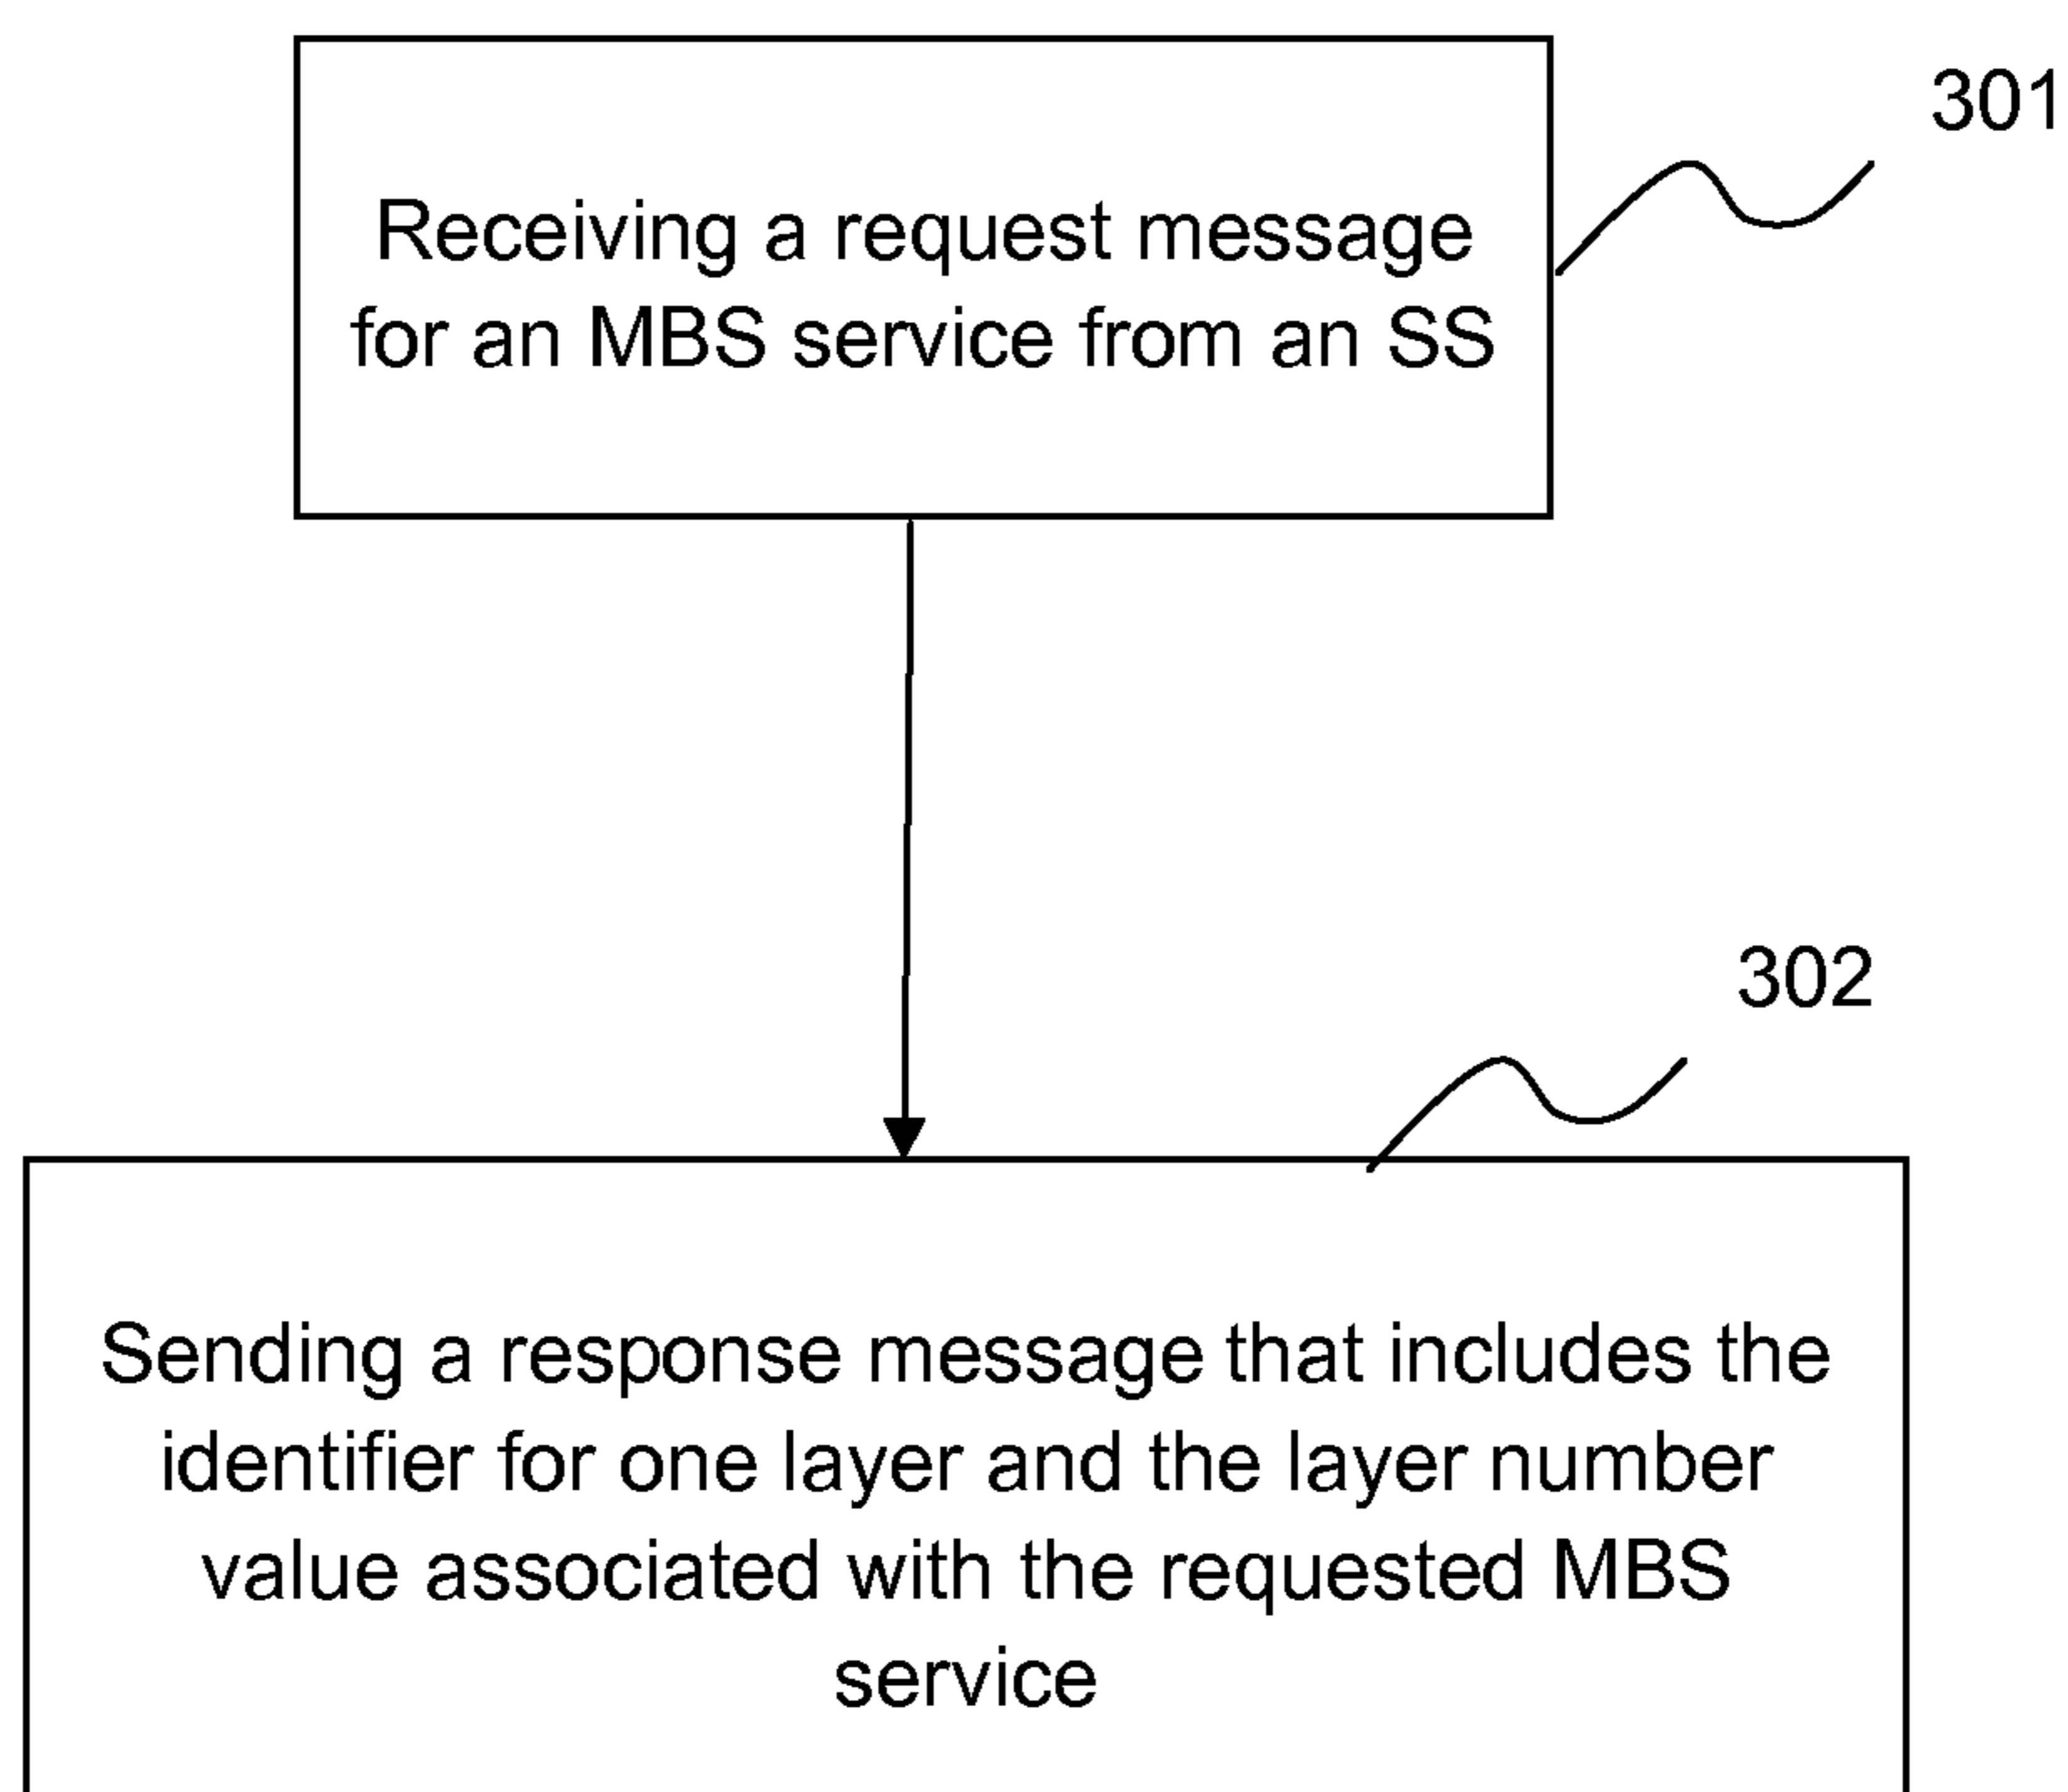 301
Receiving a request message
for an MBS service from an SS
302
Sending a response message that includes the
identifier for one layer and the layer number
value associated with the requested MBS
service